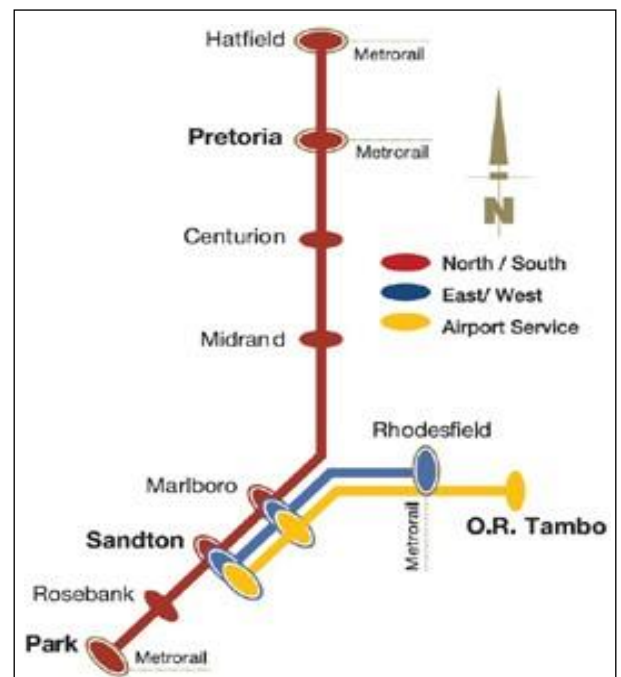 Hatfield
Metrorail
Pretoria
Metrorail
N
Centurion
North / South
East/ West
Airport Service
Midrand
Rhodesfield
Marlboro
Metrorail
O.R. Tambo
Sandton
Rosebank
Park
Metrorail